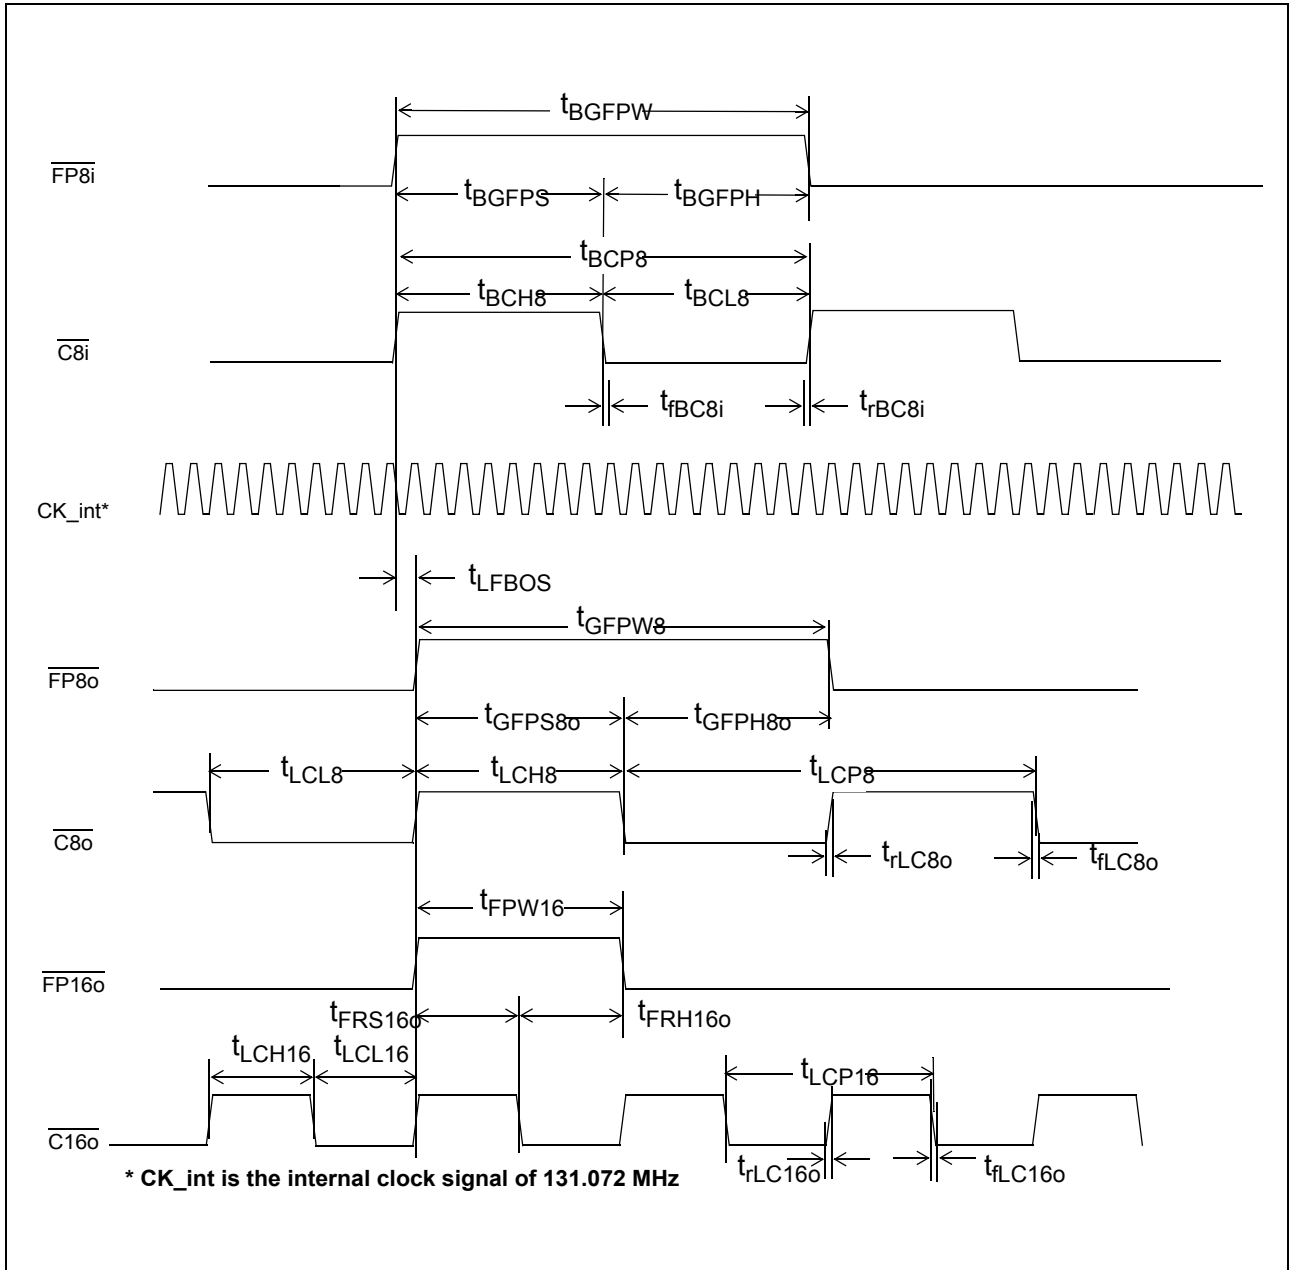 tBGFPW
FP8i
tBGFPS tBGFPH
tBCP8
tBCH8 tBCL8
C8i
tfBC8i trBC8i
CK_int*
tLFBOS
tGFPW8
FP8o
tGFPS8o tGFPH8o
tLCL8 tLCH8 tLCP8
C8o
trLC8o tfLC8o
tFPW16
FP16o
tFRS16o tFRH16o
tLCH16 tLCL16 tLCP16
C16o
trLC16o tfLC16o
* CK_int is the internal clock signal of 131.072 MHz